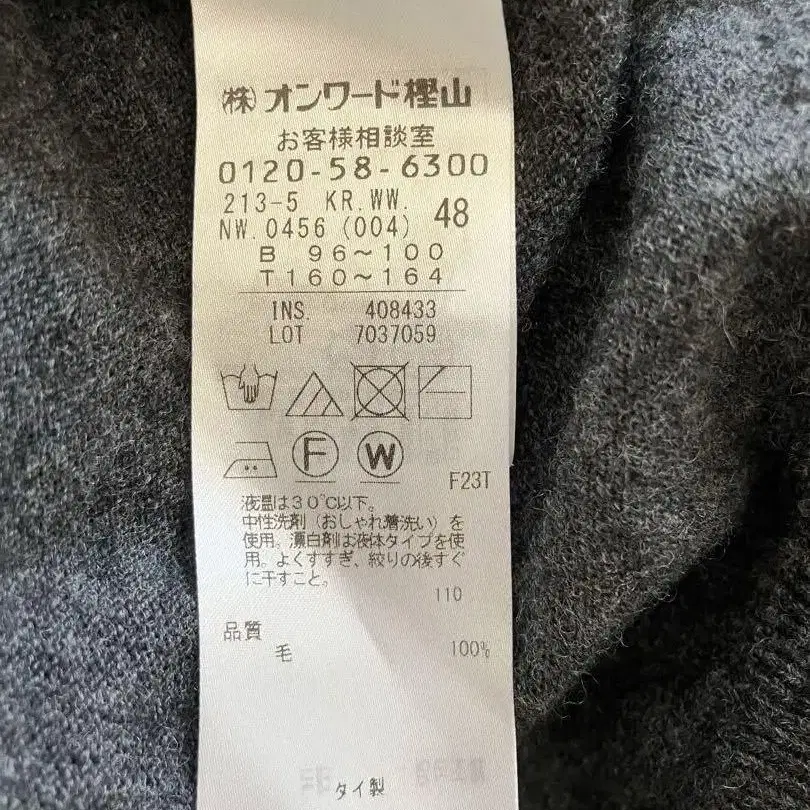 ㈱オンワード樫山
お客様相談室
0120-58-6300
213-5 KR.WW.
NW.0456 (004) 48
B 96～100
T 160～164
INS. 408433
LOT 7037059
F
W
F23T
液温は30℃以下。
中性洗剤（おしゃれ着洗い）を
使用。漂白剤は液体タイプを使
用。よくすすぎ、絞りの後すぐ
に干すこと。
110
品質
毛 100%
タイ製